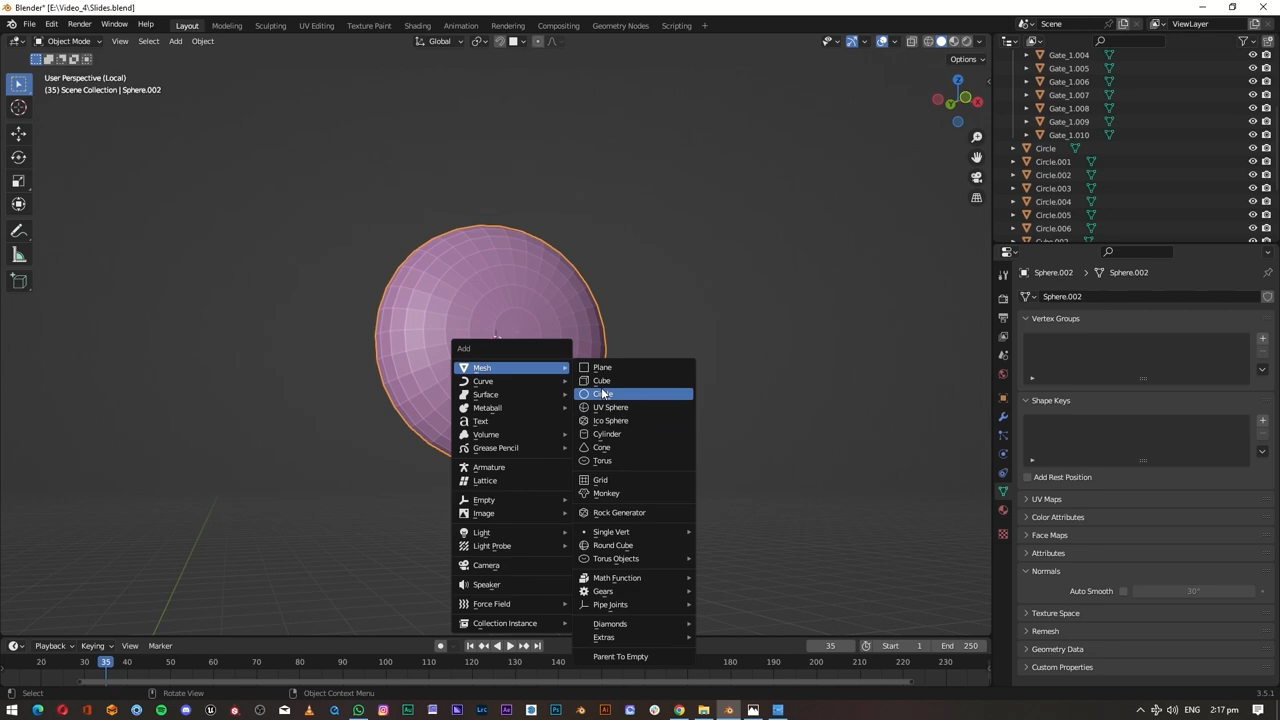 Blender* [E:\Video_4\Slides.blend]
File Edit Render Window Help
Layout Modeling Sculpting UV Editing Texture Paint Shading Animation Rendering Compositing Geometry Nodes Scripting +
Scene
ViewLayer
Object Mode View Select Add Object
Global
Options
User Perspective (Local)
(35) Scene Collection | Sphere.002
Z
Y
X
Add
Mesh
Curve
Surface
Metaball
Text
Volume
Grease Pencil
Armature
Lattice
Empty
Image
Light
Light Probe
Camera
Speaker
Force Field
Collection Instance
Plane
Cube
Circle
UV Sphere
Ico Sphere
Cylinder
Cone
Torus
Grid
Monkey
Rock Generator
Single Vert
Round Cube
Torus Objects
Math Function
Gears
Pipe Joints
Diamonds
Extras
Parent To Empty
Gate_1.004
Gate_1.005
Gate_1.006
Gate_1.007
Gate_1.008
Gate_1.009
Gate_1.010
Circle
Circle.001
Circle.002
Circle.003
Circle.004
Circle.005
Circle.006
Cube.002
Sphere.002 > Sphere.002
Sphere.002
Vertex Groups
Shape Keys
Add Rest Position
UV Maps
Color Attributes
Face Maps
Attributes
Normals
Auto Smooth 30°
Texture Space
Remesh
Geometry Data
Custom Properties
Playback Keying View Marker
35 Start 1 End 250
20 35 40 50 60 70 80 90 100 110 120 130 140 150 160 170 180 190 200 210 220 230 240 250
Select Rotate View Object Context Menu 3.5.1
ENG 2:17 pm